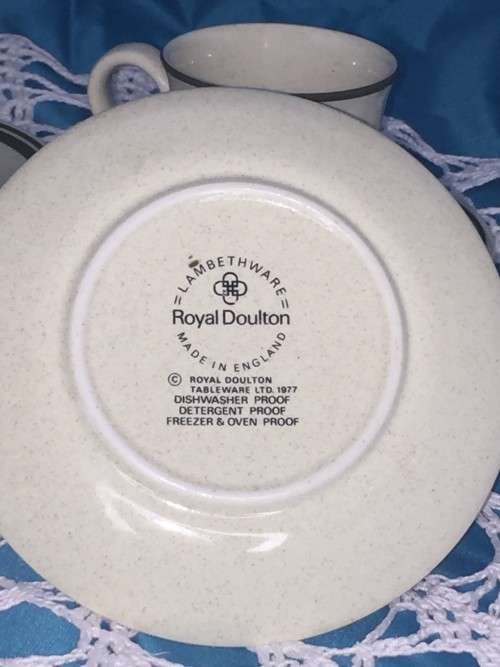 = LAMBETHWARE =
Royal Doulton
MADE IN ENGLAND
© ROYAL DOULTON
TABLEWARE LTD. 1977
DISHWASHER PROOF
DETERGENT PROOF
FREEZER & OVEN PROOF